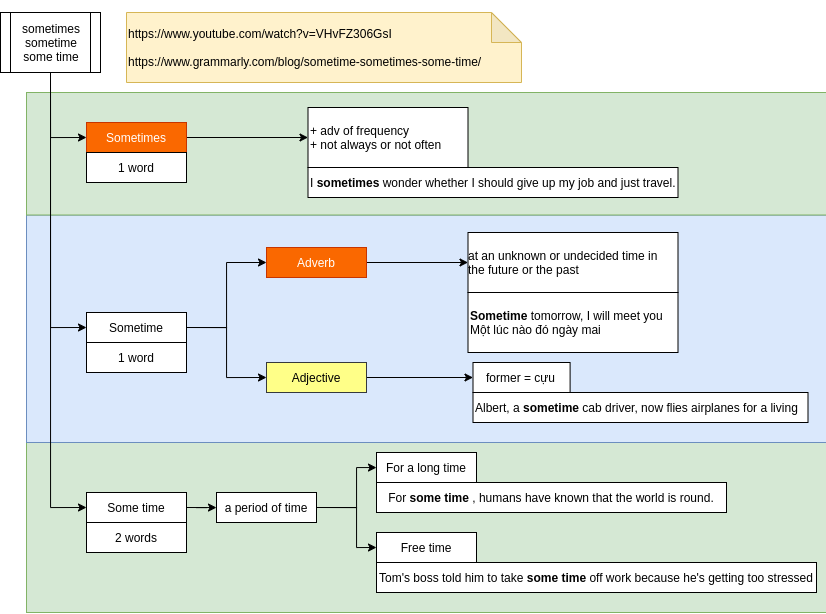 sometimes
sometime
some time
https://www.youtube.com/watch?v=VHvFZ306GsI
https://www.grammarly.com/blog/sometime-sometimes-some-time/
Sometimes
1 word
+ adv of frequency
+ not always or not often
I sometimes wonder whether I should give up my job and just travel.
Sometime
1 word
Adverb
at an unknown or undecided time in
the future or the past
Sometime tomorrow, I will meet you
Một lúc nào đó ngày mai
Adjective
former = cựu
Albert, a sometime cab driver, now flies airplanes for a living
Some time
2 words
a period of time
For a long time
For some time , humans have known that the world is round.
Free time
Tom's boss told him to take some time off work because he's getting too stressed